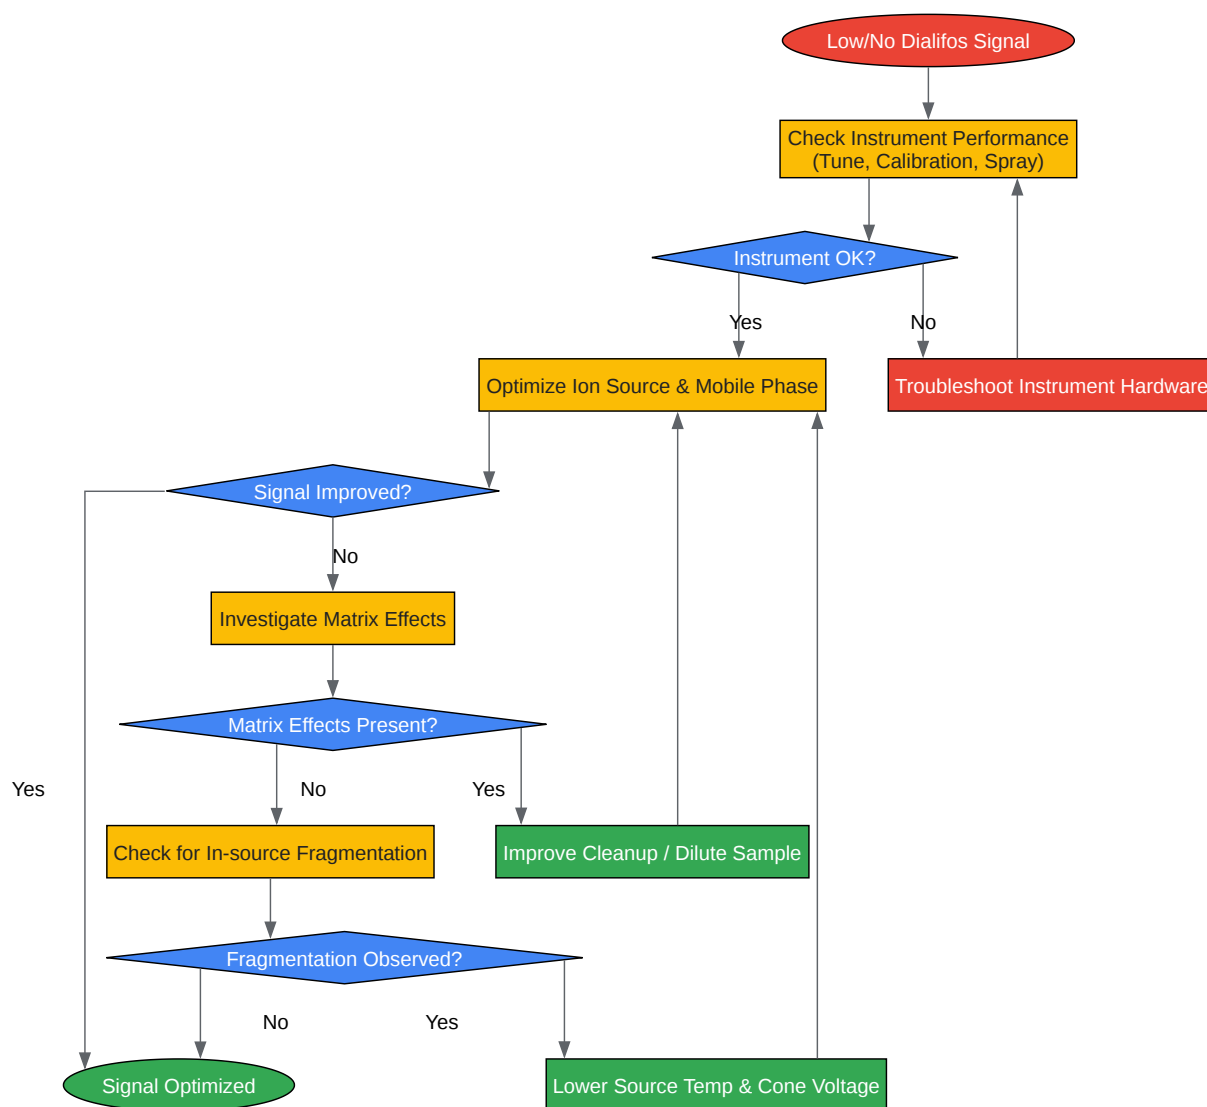 Low/No Dialifos Signal
Check Instrument Performance
(Tune, Calibration, Spray)
Instrument OK?
Yes
No
Optimize Ion Source & Mobile Phase
Troubleshoot Instrument Hardware
Signal Improved?
No
Investigate Matrix Effects
Matrix Effects Present?
Yes
No
Yes
Check for In-source Fragmentation
Improve Cleanup / Dilute Sample
Fragmentation Observed?
No
Yes
Signal Optimized
Lower Source Temp & Cone Voltage